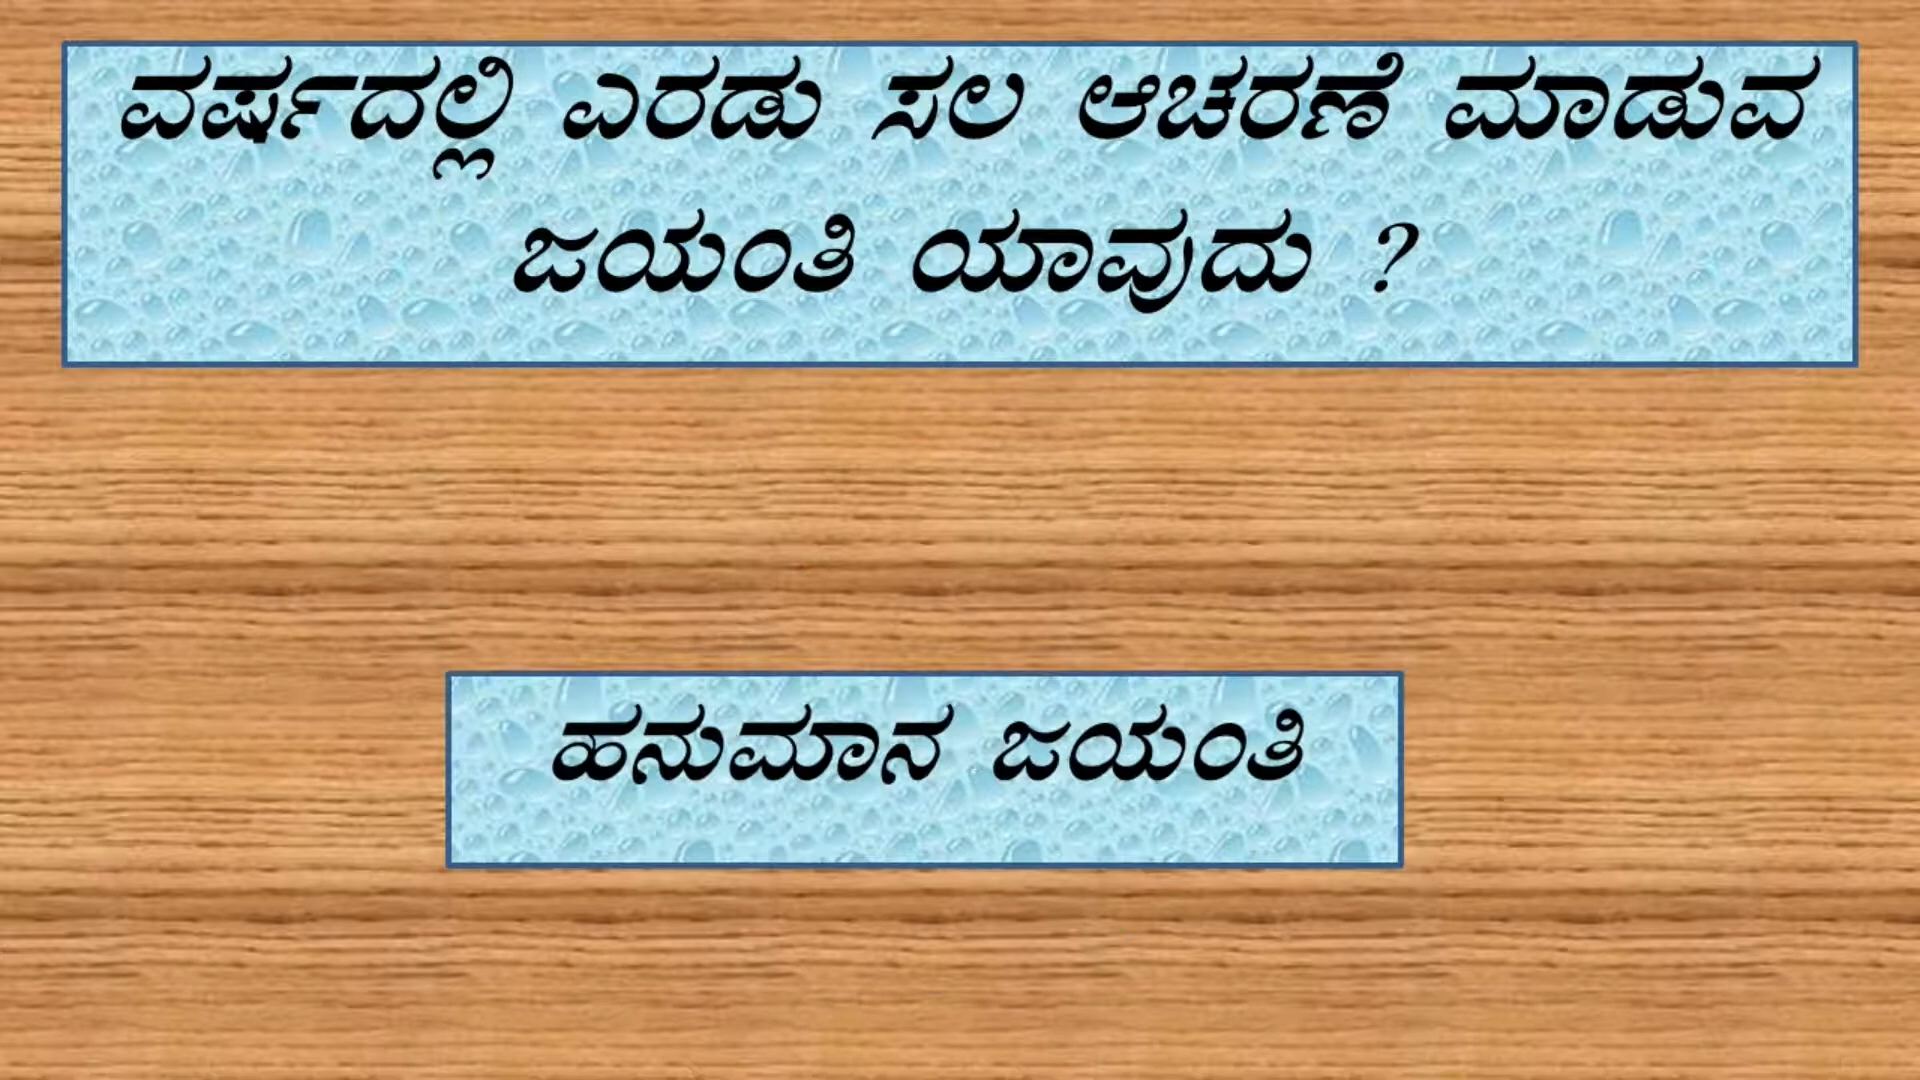 ವರ್ಷದಲ್ಲಿ ಎರಡು ಸಲ ಆಚರಣೆ ಮಾಡುವ
ಜಯಂತಿ ಯಾವುದು ?
ಹನುಮಾನ ಜಯಂತಿ